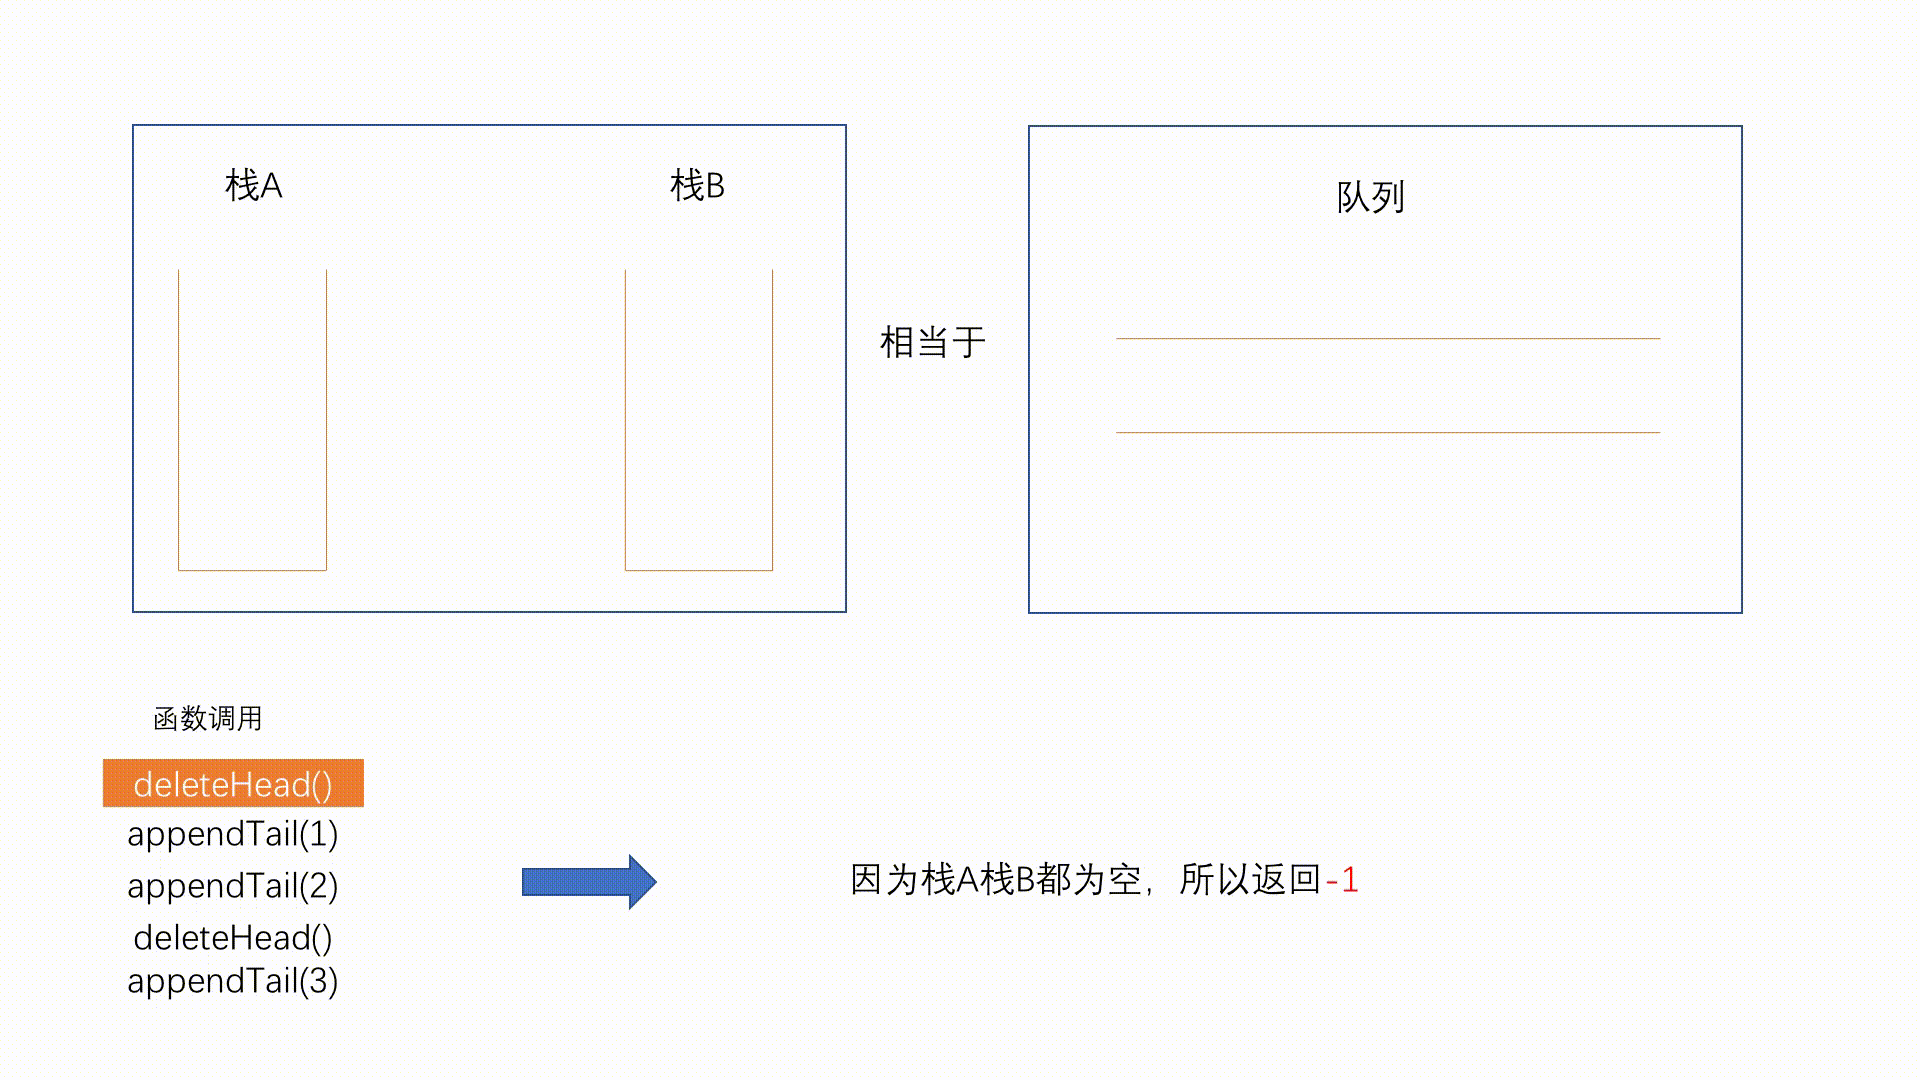 栈A
栈B
队列
相当于
函数调用
deleteHead()
appendTail(1)
appendTail(2)
deleteHead()
appendTail(3)
因为栈A栈B都为空，所以返回-1